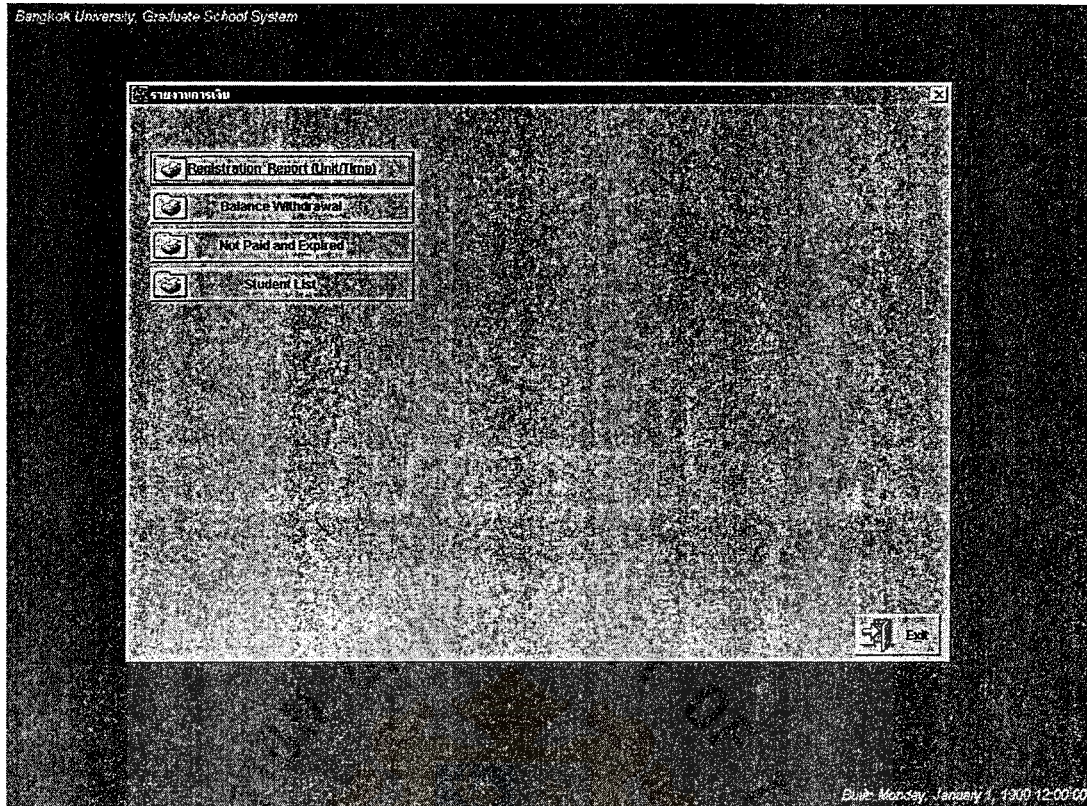 Bangkok University, Graduate School System
รายงานการเงิน
Registration Report (Unit/Time)
Balance Withdrawal
Not Paid and Expired
Student List
Exit
Built: Monday, January 1, 1900 12:00:00